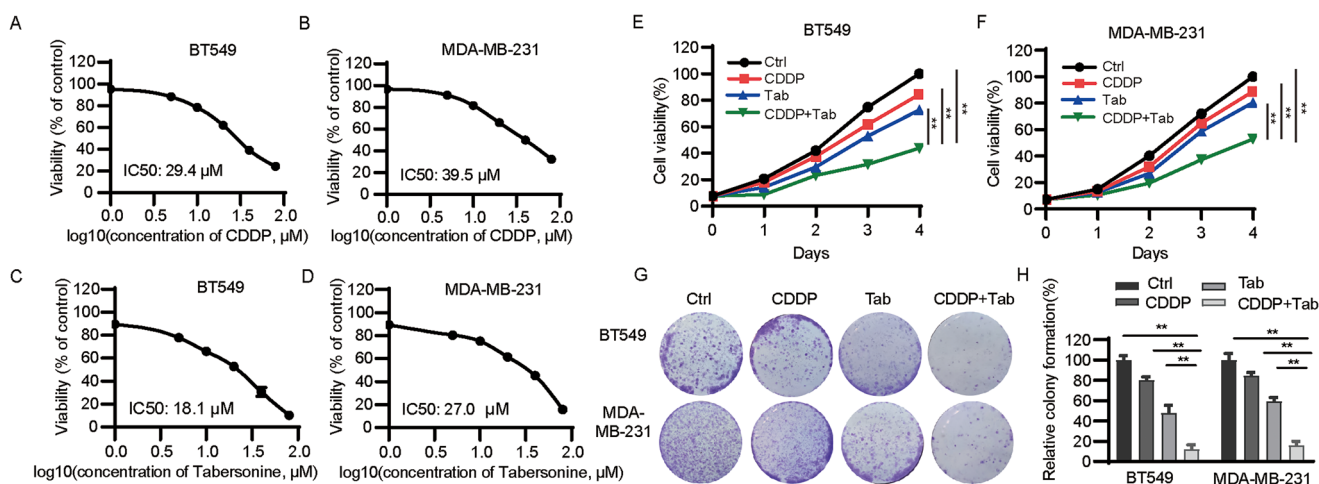 A
BT549
Viability (% of control)
120
100
80
60
40
20
0
IC50: 29.4 µM
0.0 0.5 1.0 1.5 2.0
log10(concentration of CDDP, µM)
B
MDA-MB-231
Viability (% of control)
120
100
80
60
40
20
0
IC50: 39.5 µM
0.0 0.5 1.0 1.5 2.0
log10(concentration of CDDP, µM)
C
BT549
Viability (% of control)
120
100
80
60
40
20
0
IC50: 18.1 µM
0.0 0.5 1.0 1.5 2.0
log10(concentration of Tabersonine, µM)
D
MDA-MB-231
Viability (% of control)
120
100
80
60
40
20
0
IC50: 27.0 µM
0.0 0.5 1.0 1.5 2.0
log10(concentration of Tabersonine, µM)
E
BT549
Cell viability(%)
120
100
80
60
40
20
0
Ctrl
CDDP
Tab
CDDP+Tab
**
**
**
0 1 2 3 4
Days
F
MDA-MB-231
Cell viability(%)
120
100
80
60
40
20
0
Ctrl
CDDP
Tab
CDDP+Tab
**
**
**
0 1 2 3 4
Days
G
Ctrl CDDP Tab CDDP+Tab
BT549
MDA-
MB-231
H
Ctrl Tab
CDDP CDDP+Tab
Relative colony formation(%)
120
100
80
60
40
20
0
** **
** **
** **
BT549 MDA-MB-231